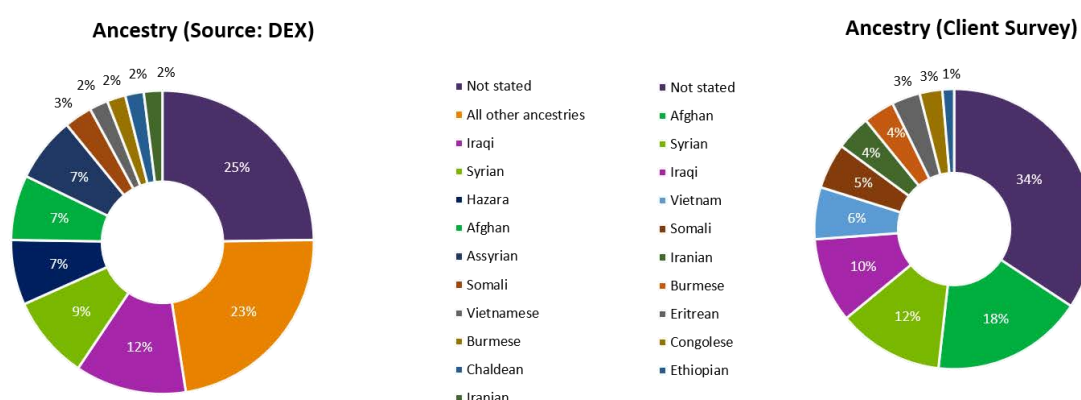 Ancestry (Source: DEX)
2%
2%
2%
2%
2%
3%
7%
7%
7%
9%
12%
23%
25%
Not stated
All other ancestries
Iraqi
Syrian
Hazara
Afghan
Assyrian
Somali
Vietnamese
Burmese
Chaldean
Iranian
Not stated
Afghan
Syrian
Iraqi
Vietnam
Somali
Iranian
Burmese
Eritrean
Congolese
Ethiopian
Ancestry (Client Survey)
3%
3%
1%
4%
4%
5%
6%
10%
12%
18%
34%